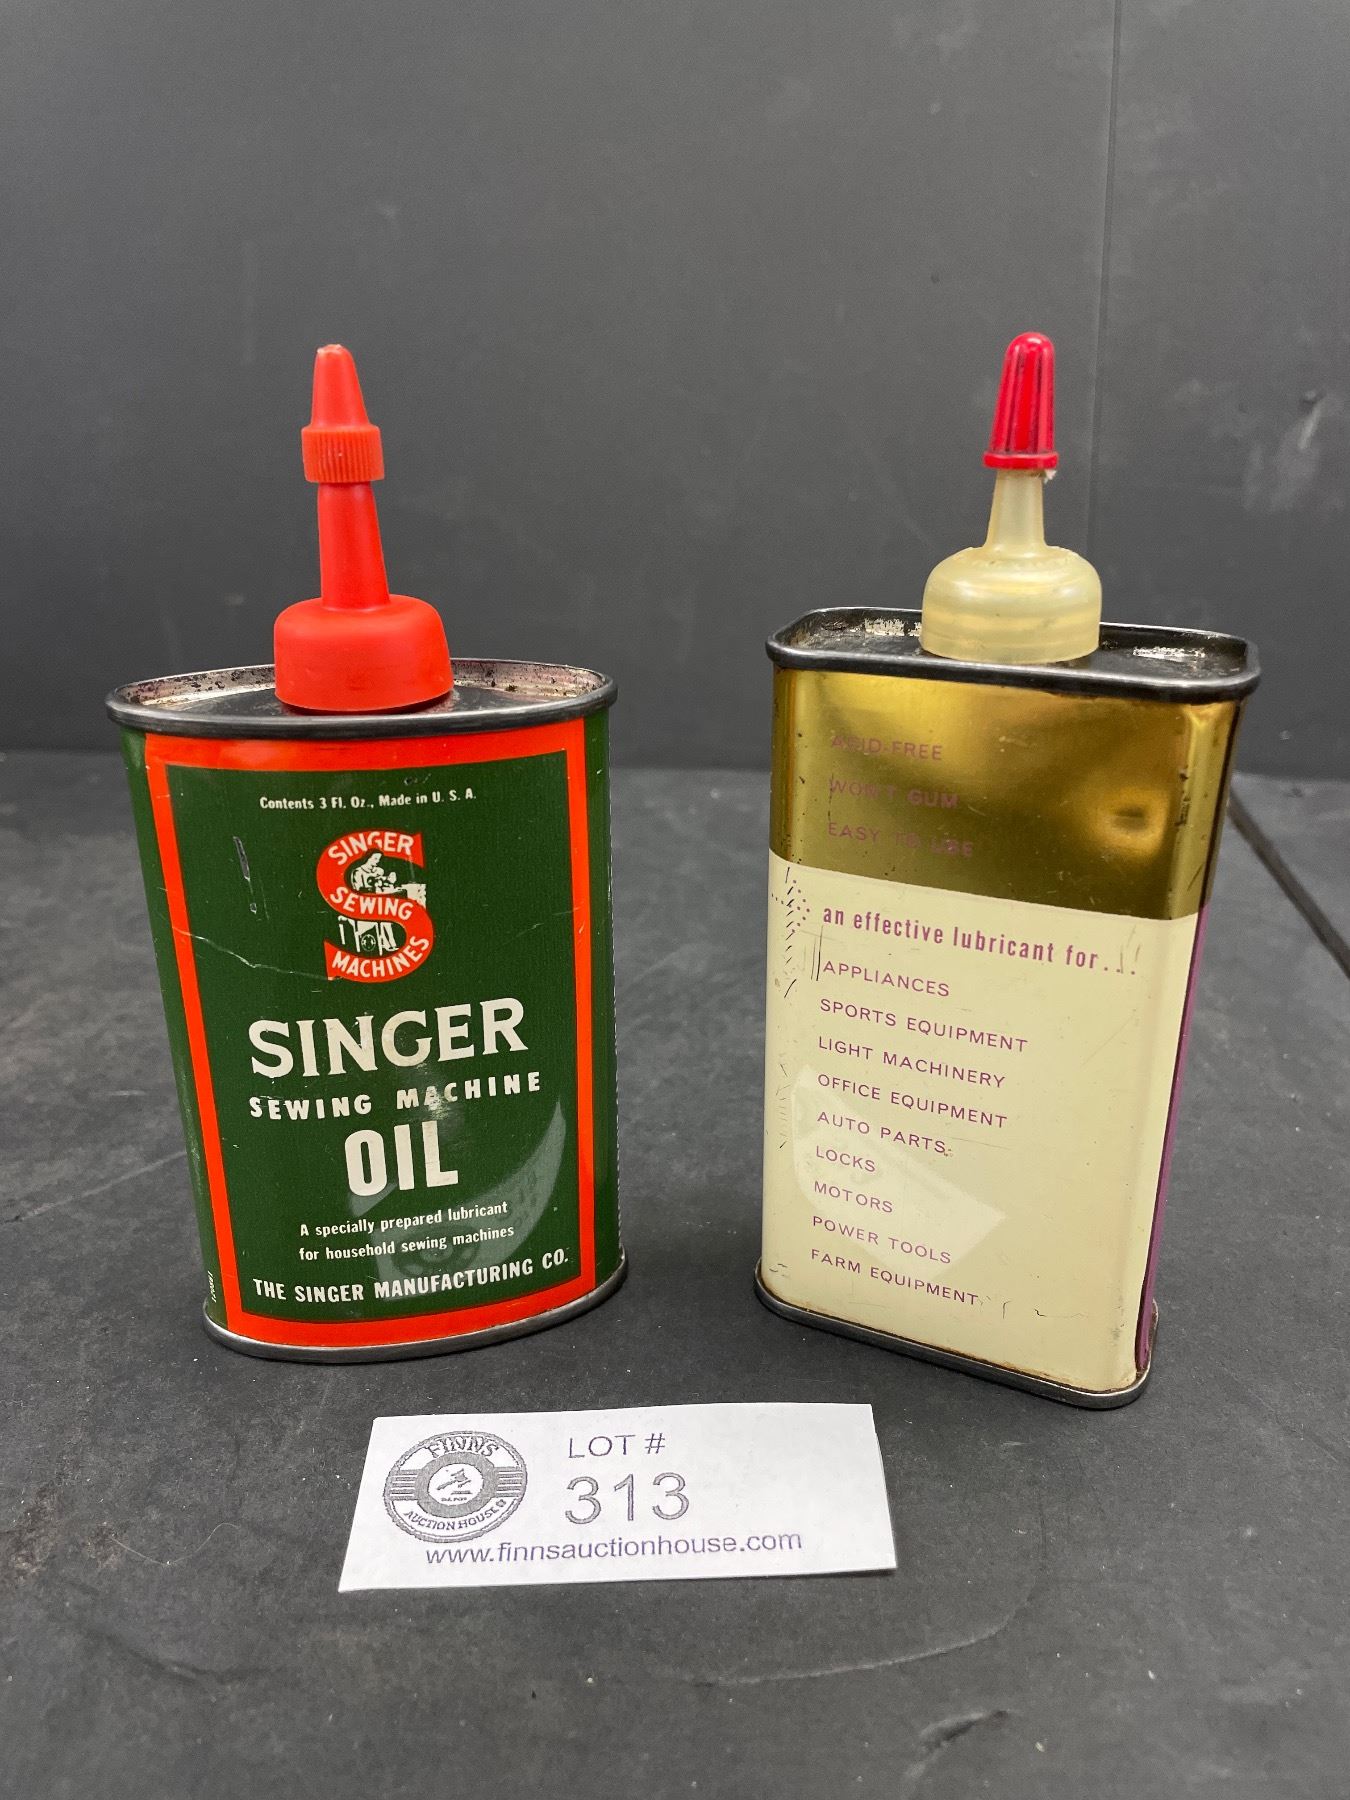 Contents 3 Fl. Oz., Made in U. S. A.
SINGER
SEWING
MACHINES
SINGER
SEWING MACHINE
OIL
A specially prepared lubricant
for household sewing machines
THE SINGER MANUFACTURING CO.
ACID-FREE
WON'T GUM
EASY TO USE
an effective lubricant for...
APPLIANCES
SPORTS EQUIPMENT
LIGHT MACHINERY
OFFICE EQUIPMENT
AUTO PARTS
LOCKS
MOTORS
POWER TOOLS
FARM EQUIPMENT
FINNS
AUCTION HOUSE
LOT #
313
www.finnsauctionhouse.com